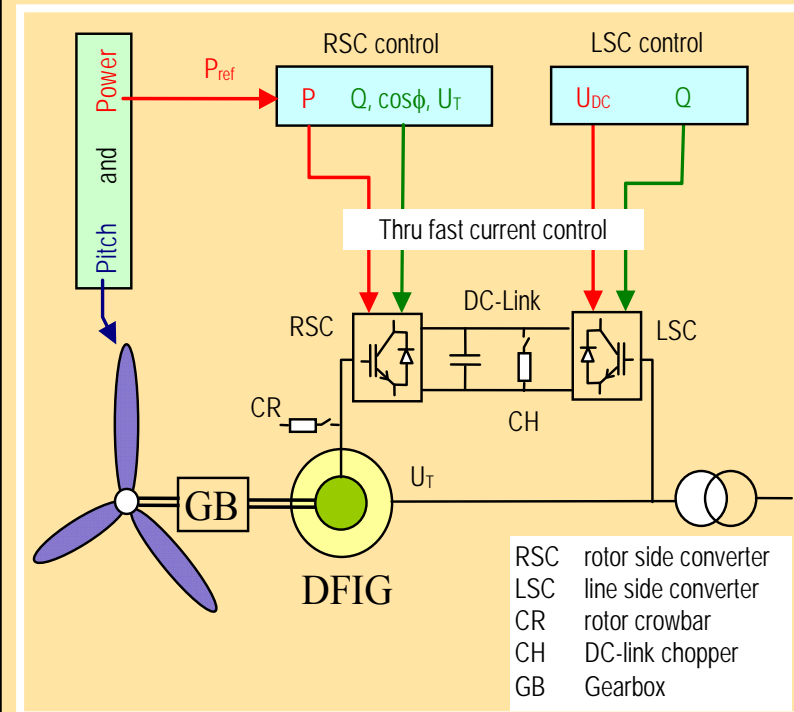 RSC control
LSC control
Power and Pitch
Pref
P Q, cosϕ, UT
UDC Q
Thru fast current control
DC-Link
RSC
LSC
CR
CH
UT
GB
DFIG
RSC rotor side converter
LSC line side converter
CR rotor crowbar
CH DC-link chopper
GB Gearbox